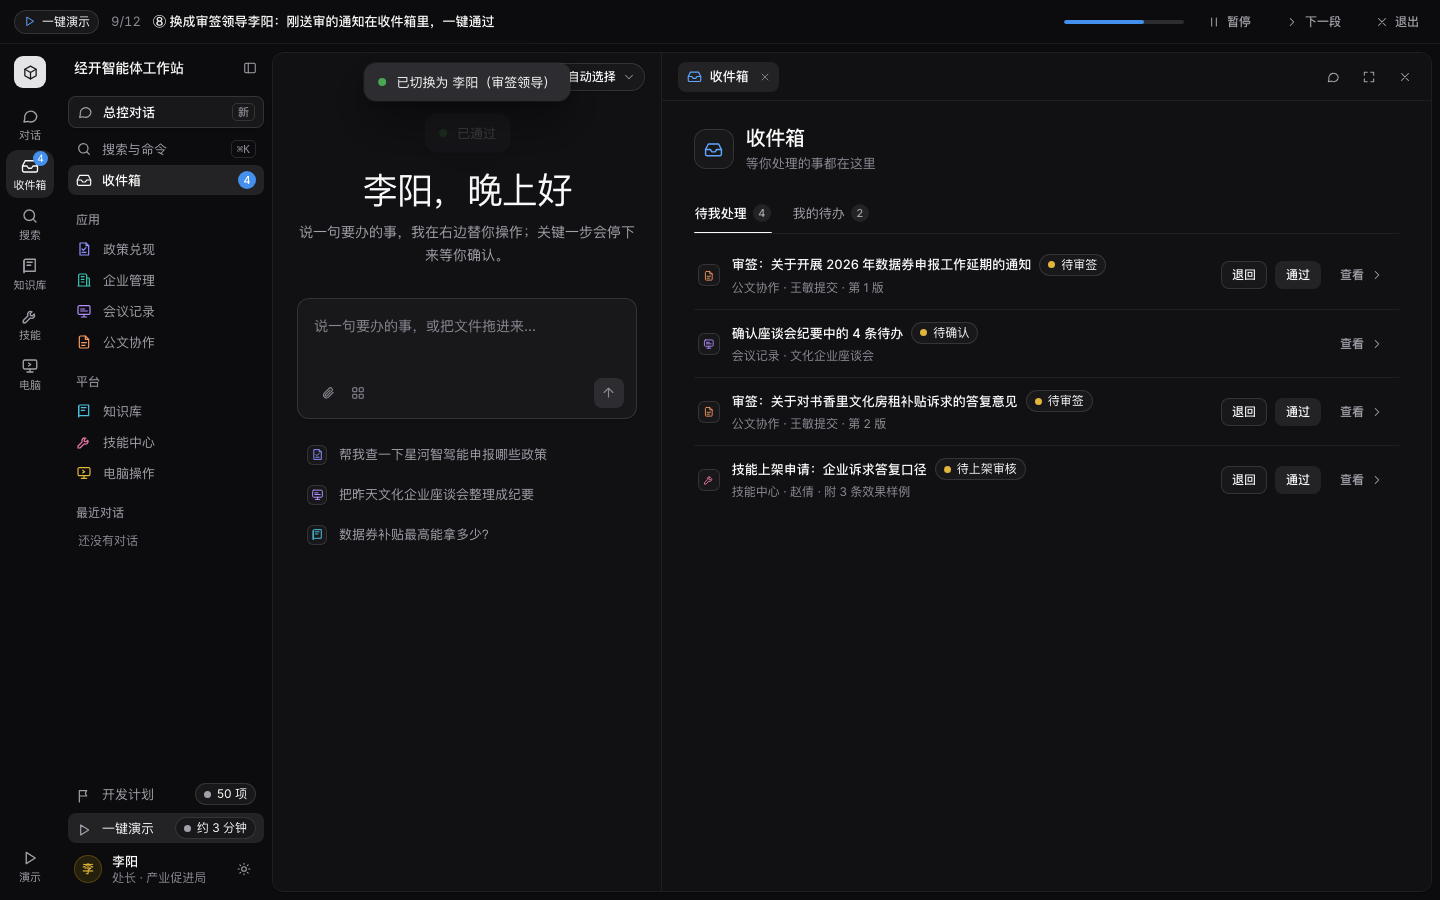 一键演示
9/12
⑧ 换成审签领导李阳：刚送审的通知在收件箱里，一键通过
暂停
下一段
退出
对话
4
收件箱
搜索
知识库
技能
电脑
演示
经开智能体工作站
总控对话
新
搜索与命令
⌘K
收件箱
4
应用
政策兑现
企业管理
会议记录
公文协作
平台
知识库
技能中心
电脑操作
最近对话
还没有对话
开发计划
50 项
一键演示
约 3 分钟
李
李阳
处长 · 产业促进局
已切换为 李阳（审签领导）
自动选择
已通过
李阳，晚上好
说一句要办的事，我在右边替你操作；关键一步会停下
来等你确认。
说一句要办的事，或把文件拖进来...
帮我查一下星河智驾能申报哪些政策
把昨天文化企业座谈会整理成纪要
数据券补贴最高能拿多少？
收件箱
收件箱
等你处理的事都在这里
待我处理
4
我的待办
2
审签：关于开展 2026 年数据券申报工作延期的通知
待审签
公文协作 · 王敏提交 · 第 1 版
退回
通过
查看
确认座谈会纪要中的 4 条待办
待确认
会议记录 · 文化企业座谈会
查看
审签：关于对书香里文化房租补贴诉求的答复意见
待审签
公文协作 · 王敏提交 · 第 2 版
退回
通过
查看
技能上架申请：企业诉求答复口径
待上架审核
技能中心 · 赵倩 · 附 3 条效果样例
退回
通过
查看